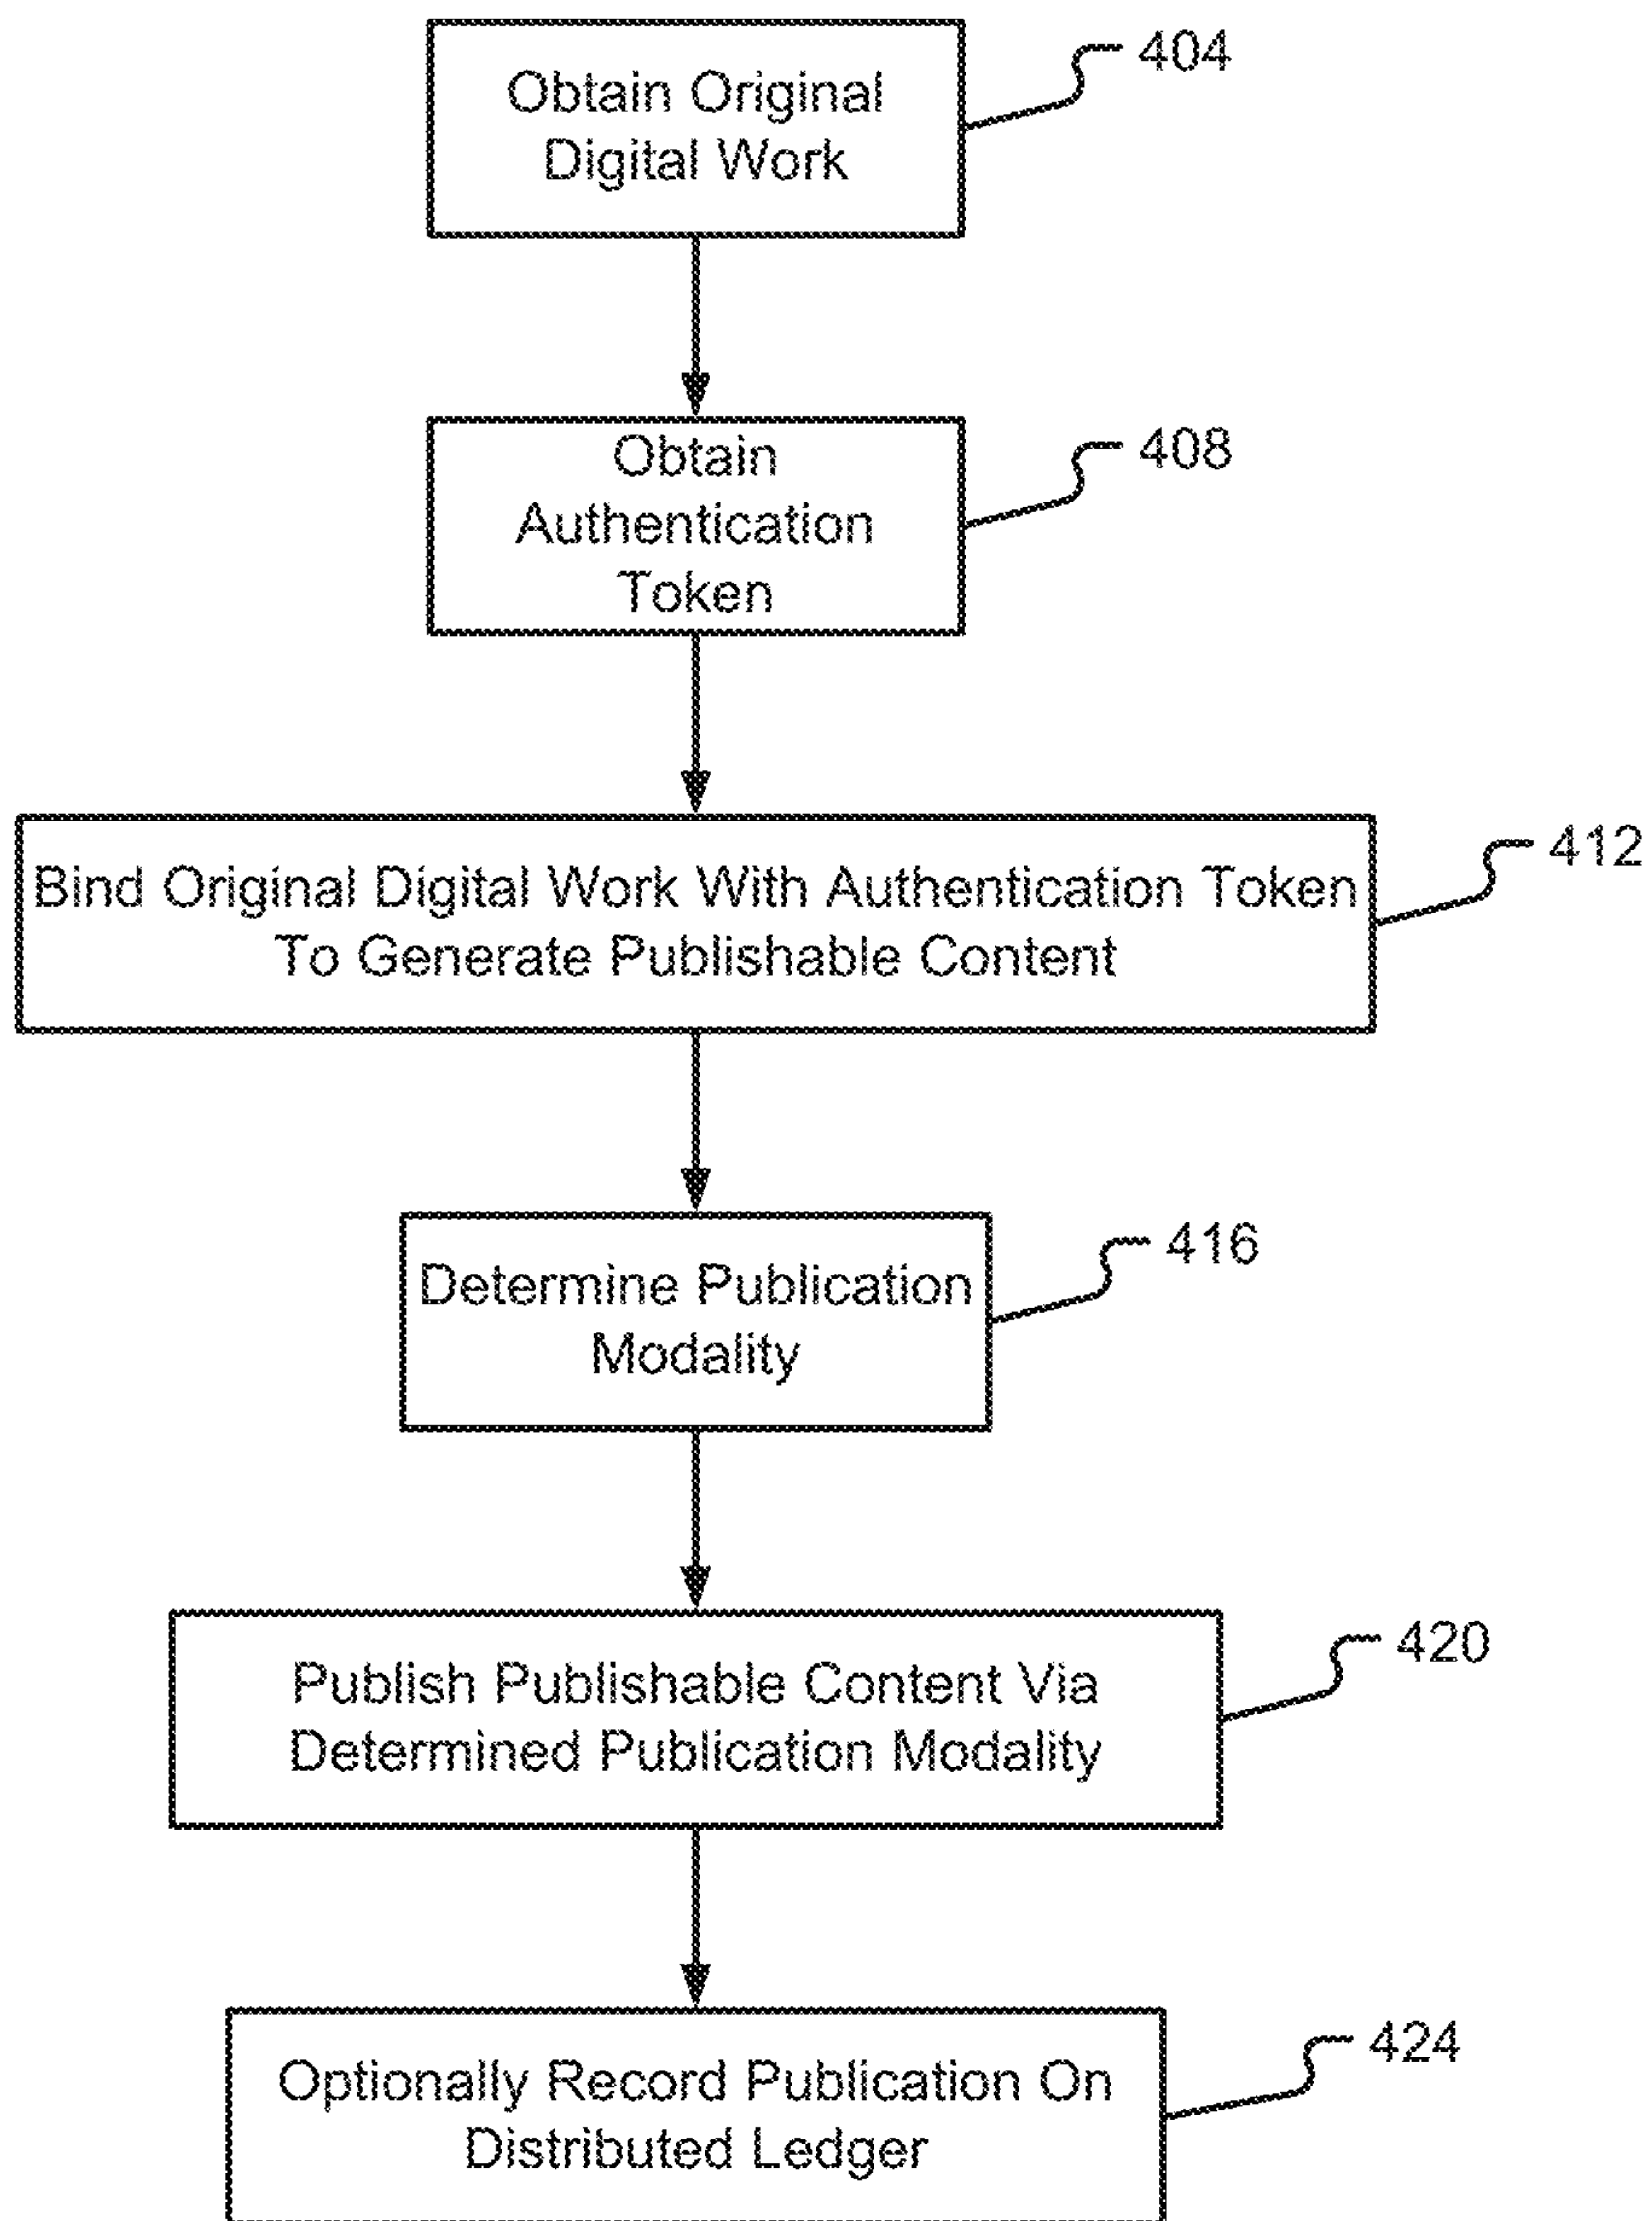 Obtain Original
Digital Work
404
Obtain
Authentication
Token
408
Bind Original Digital Work With Authentication Token
To Generate Publishable Content
412
Determine Publication
Modality
416
Publish Publishable Content Via
Determined Publication Modality
420
Optionally Record Publication On
Distributed Ledger
424